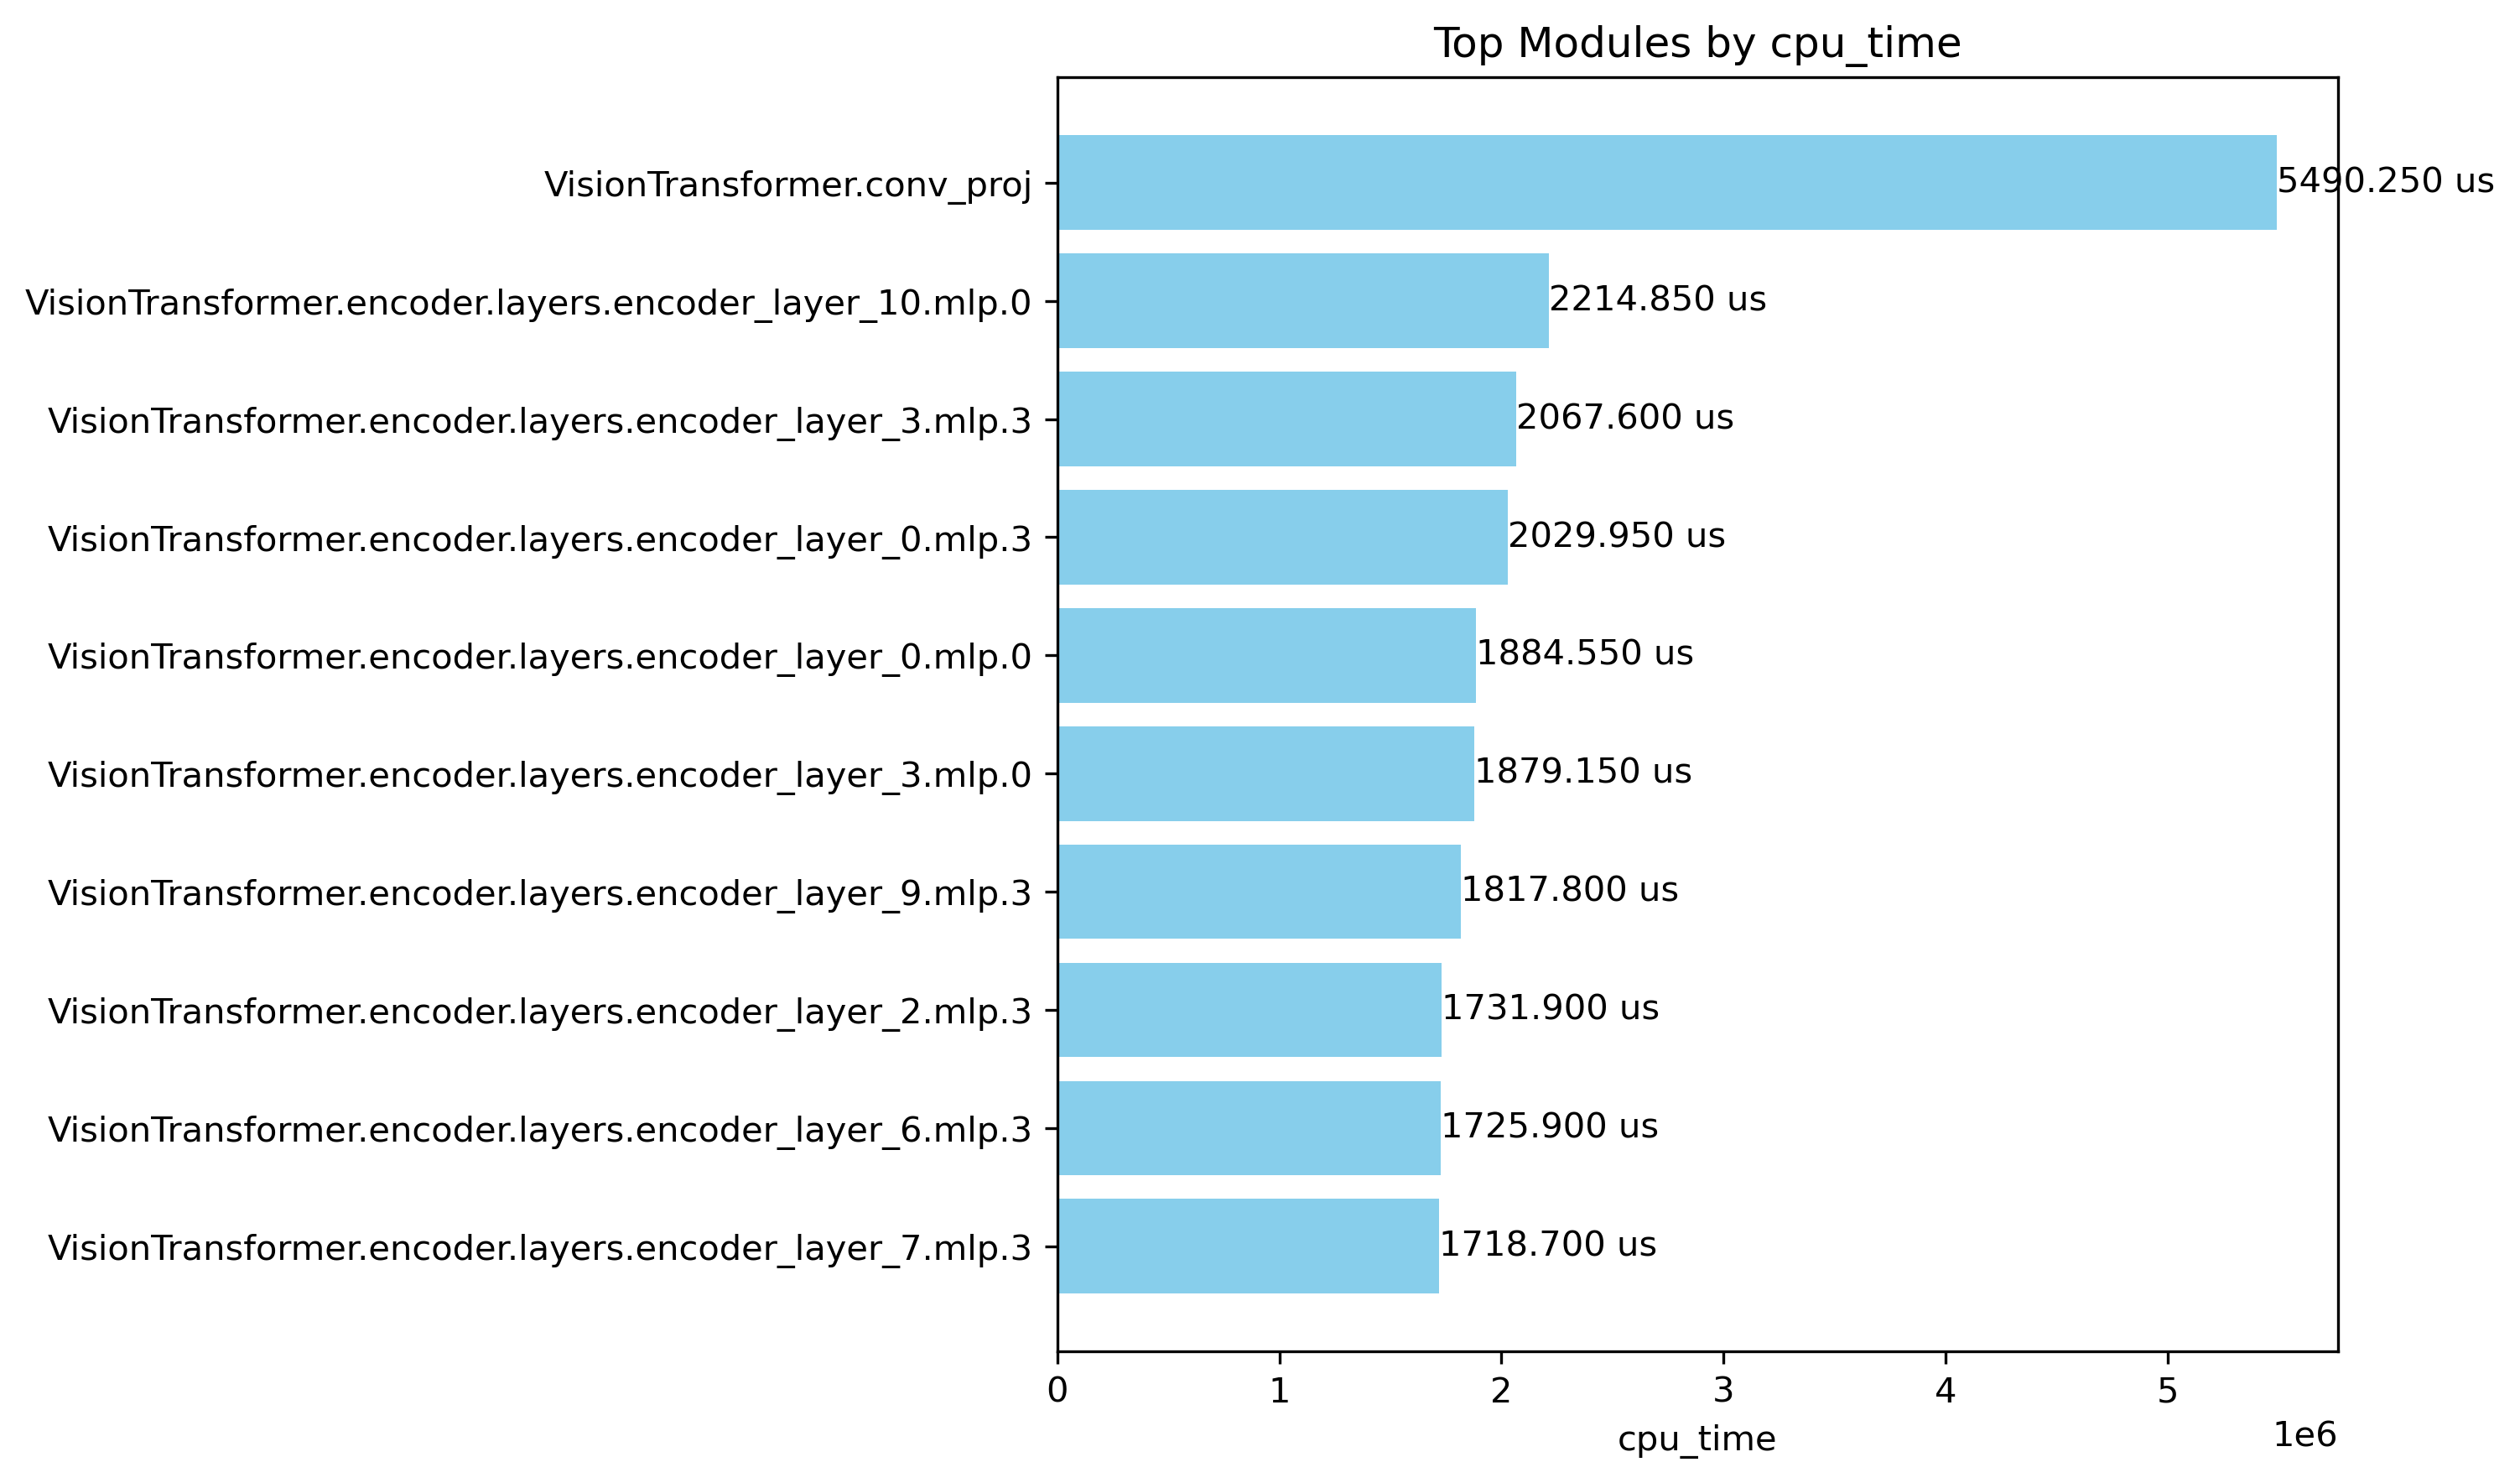 Top Modules by cpu_time
VisionTransformer.conv_proj
5490.250 us
VisionTransformer.encoder.layers.encoder_layer_10.mlp.0
2214.850 us
VisionTransformer.encoder.layers.encoder_layer_3.mlp.3
2067.600 us
VisionTransformer.encoder.layers.encoder_layer_0.mlp.3
2029.950 us
VisionTransformer.encoder.layers.encoder_layer_0.mlp.0
1884.550 us
VisionTransformer.encoder.layers.encoder_layer_3.mlp.0
1879.150 us
VisionTransformer.encoder.layers.encoder_layer_9.mlp.3
1817.800 us
VisionTransformer.encoder.layers.encoder_layer_2.mlp.3
1731.900 us
VisionTransformer.encoder.layers.encoder_layer_6.mlp.3
1725.900 us
VisionTransformer.encoder.layers.encoder_layer_7.mlp.3
1718.700 us
0 1 2 3 4 5
1e6
cpu_time